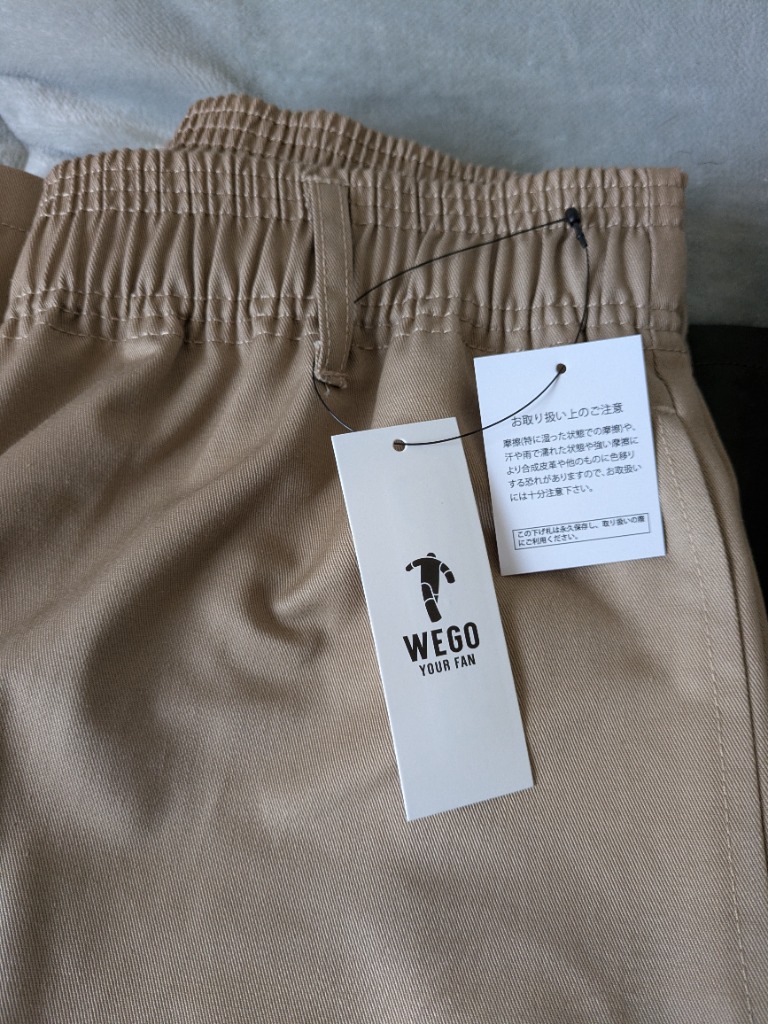 お取り扱い上のご注意
摩擦(特に湿った状態での摩擦)や、
汗や雨で濡れた状態や強い摩擦に
より合成皮革や他のものに色移り
する恐れがありますので、お取扱い
には十分注意下さい。
この下げ札は永久保存し、取り扱いの際
にご利用ください。
WEGO
YOUR FAN